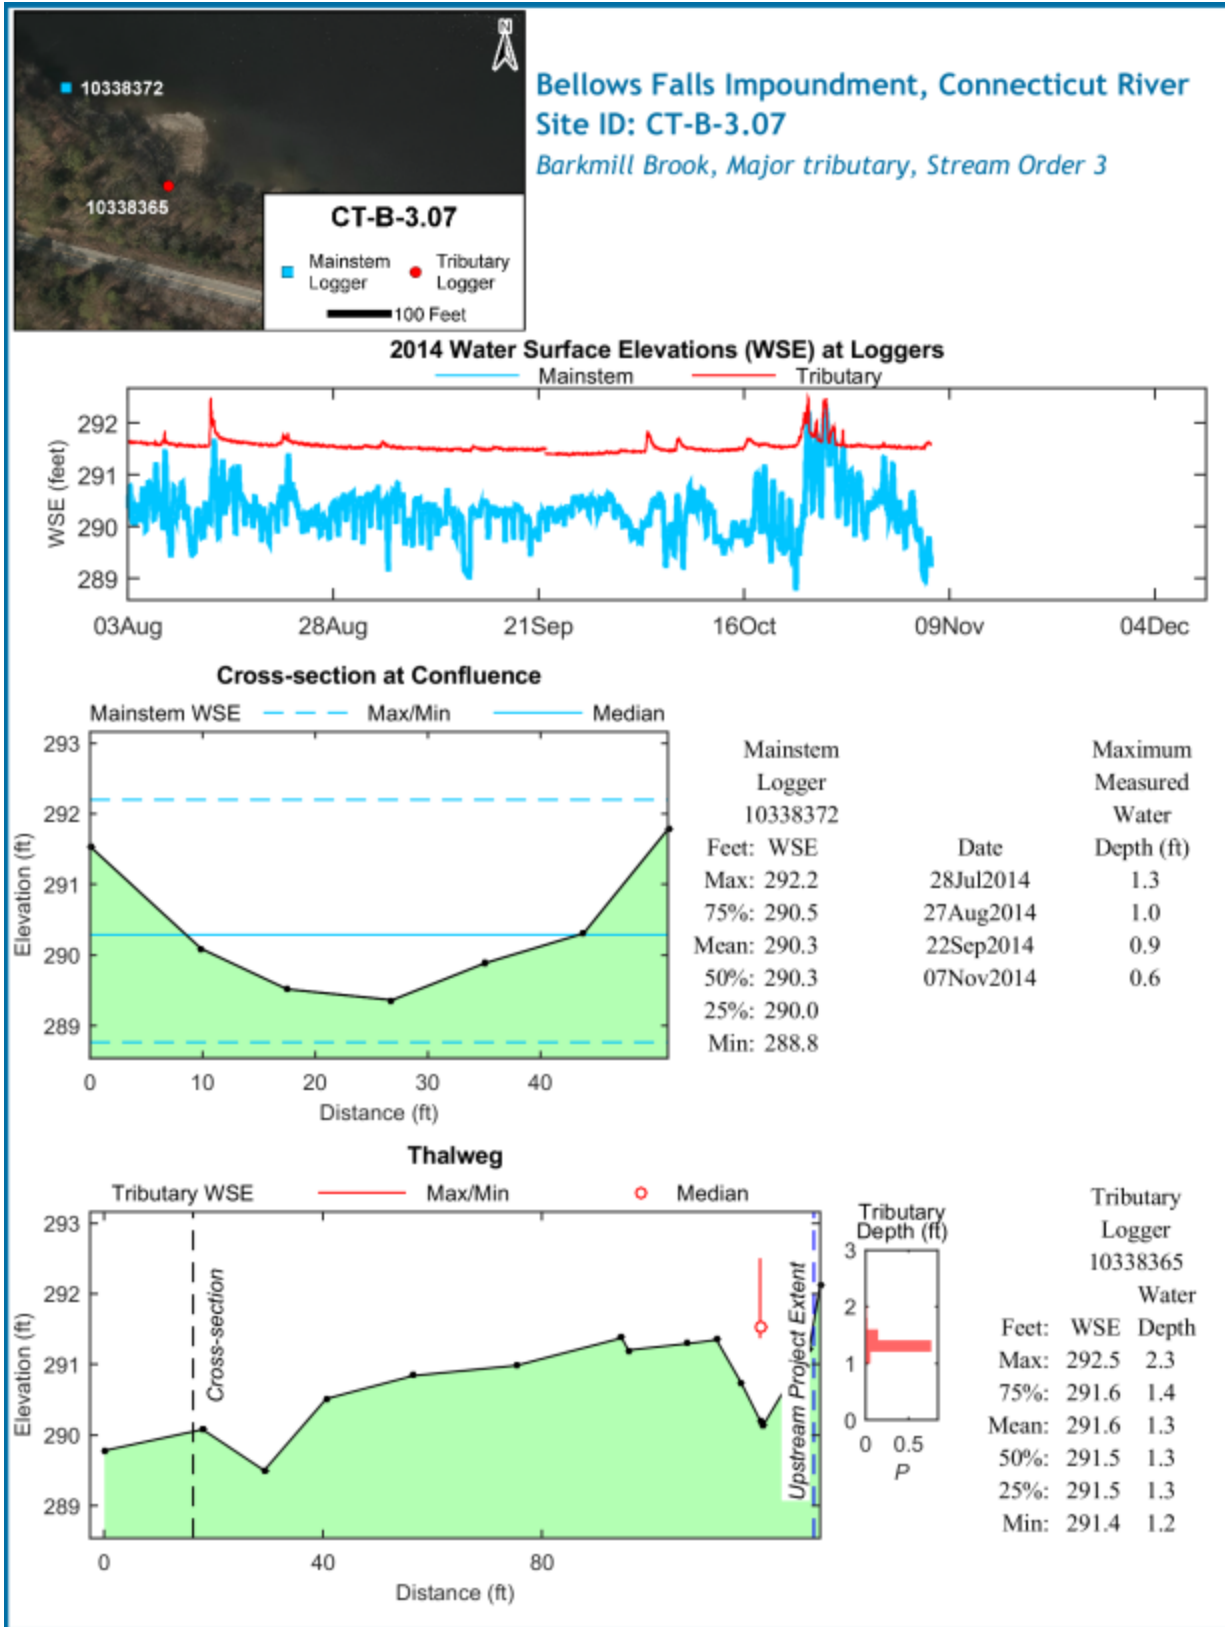 N
10338372
10338365
CT-B-3.07
Mainstem Logger
Tributary Logger
100 Feet
Bellows Falls Impoundment, Connecticut River
Site ID: CT-B-3.07
Barkmill Brook, Major tributary, Stream Order 3
2014 Water Surface Elevations (WSE) at Loggers
Mainstem Tributary
WSE (feet)
292
291
290
289
03Aug 28Aug 21Sep 16Oct 09Nov 04Dec
Cross-section at Confluence
Mainstem WSE Max/Min Median
Elevation (ft)
293
292
291
290
289
0 10 20 30 40
Distance (ft)
Mainstem
Logger
10338372
Feet: WSE
Max: 292.2
75%: 290.5
Mean: 290.3
50%: 290.3
25%: 290.0
Min: 288.8
Maximum
Measured
Water
Date Depth (ft)
28Jul2014 1.3
27Aug2014 1.0
22Sep2014 0.9
07Nov2014 0.6
Thalweg
Tributary WSE Max/Min Median
Elevation (ft)
293
292
291
290
289
Cross-section
Upstream Project Extent
0 40 80
Distance (ft)
Tributary
Depth (ft)
3
2
1
0
0 0.5
P
Tributary
Logger
10338365
Water
Feet: WSE Depth
Max: 292.5 2.3
75%: 291.6 1.4
Mean: 291.6 1.3
50%: 291.5 1.3
25%: 291.5 1.3
Min: 291.4 1.2